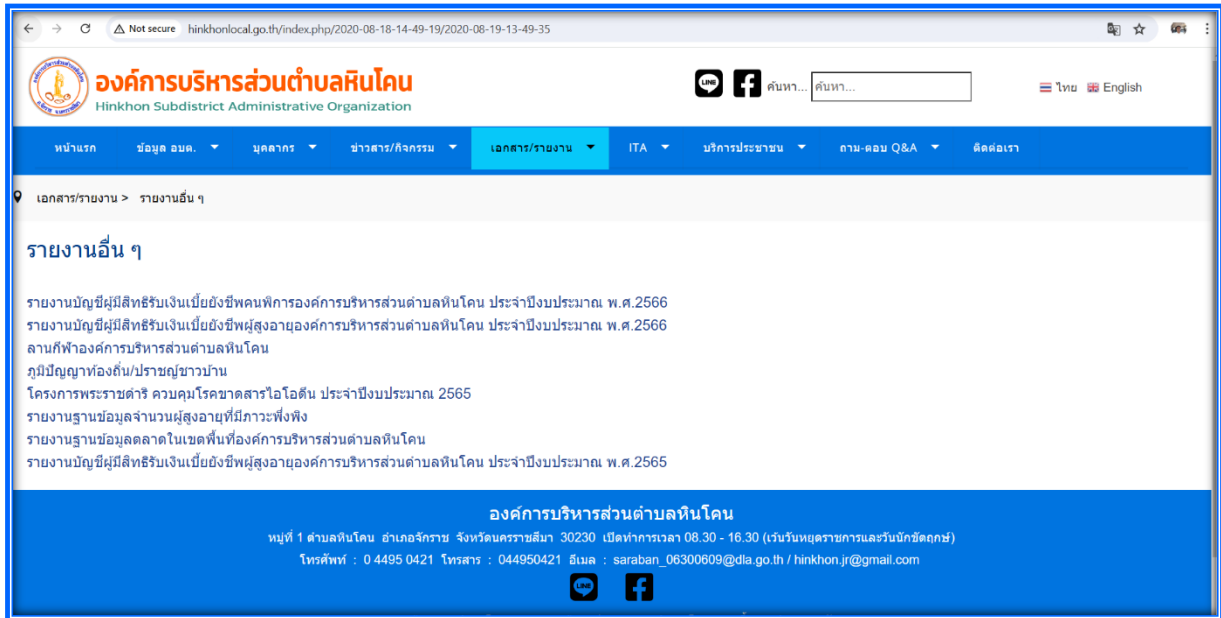 Not secure hinkhonlocal.go.th/index.php/2020-08-18-14-49-19/2020-08-19-13-49-35
องค์การบริหารส่วนตำบลหินโคน
Hinkhon Subdistrict Administrative Organization
LINE ค้นหา... ค้นหา... ไทย English
หน้าแรก ข้อมูล อบต. บุคลากร ข่าวสาร/กิจกรรม เอกสาร/รายงาน ITA บริการประชาชน ถาม-ตอบ Q&A ติดต่อเรา
เอกสาร/รายงาน > รายงานอื่น ๆ
รายงานอื่น ๆ
รายงานบัญชีผู้มีสิทธิรับเงินเบี้ยยังชีพคนพิการองค์การบริหารส่วนตำบลหินโคน ประจำปีงบประมาณ พ.ศ.2566
รายงานบัญชีผู้มีสิทธิรับเงินเบี้ยยังชีพผู้สูงอายุองค์การบริหารส่วนตำบลหินโคน ประจำปีงบประมาณ พ.ศ.2566
ลานกีฬาองค์การบริหารส่วนตำบลหินโคน
ภูมิปัญญาท้องถิ่น/ปราชญ์ชาวบ้าน
โครงการพระราชดำริ ควบคุมโรคขาดสารไอโอดีน ประจำปีงบประมาณ 2565
รายงานฐานข้อมูลจำนวนผู้สูงอายุที่มีภาวะพึ่งพิง
รายงานฐานข้อมูลตลาดในเขตพื้นที่องค์การบริหารส่วนตำบลหินโคน
รายงานบัญชีผู้มีสิทธิรับเงินเบี้ยยังชีพผู้สูงอายุองค์การบริหารส่วนตำบลหินโคน ประจำปีงบประมาณ พ.ศ.2565
องค์การบริหารส่วนตำบลหินโคน
หมู่ที่ 1 ตำบลหินโคน อำเภอจักราช จังหวัดนครราชสีมา 30230 เปิดทำการเวลา 08.30 - 16.30 (เว้นวันหยุดราชการและวันนักขัตฤกษ์)
โทรศัพท์ : 0 4495 0421 โทรสาร : 044950421 อีเมล : saraban_06300609@dla.go.th / hinkhon.jr@gmail.com
LINE